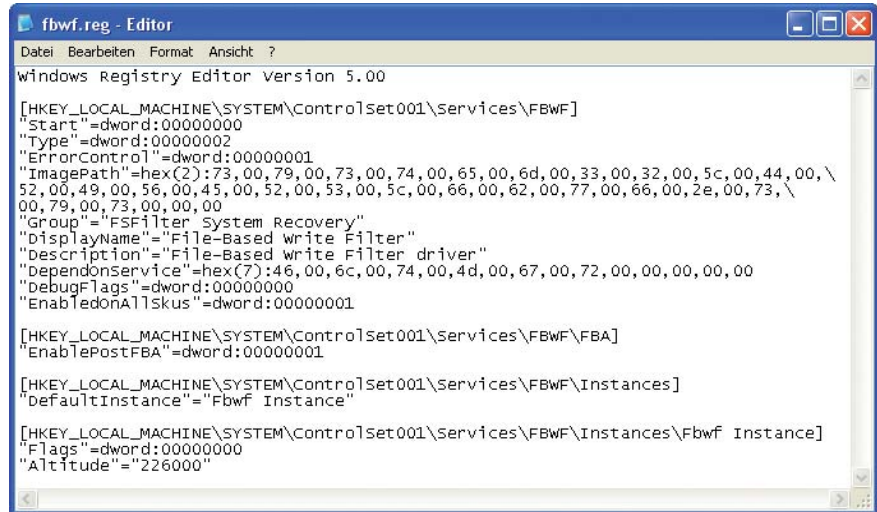 fbwf.reg - Editor
Datei Bearbeiten Format Ansicht ?
Windows Registry Editor Version 5.00
[HKEY_LOCAL_MACHINE\SYSTEM\ControlSet001\Services\FBWF]
"Start"=dword:00000000
"Type"=dword:00000002
"ErrorControl"=dword:00000001
"ImagePath"=hex(2):73,00,79,00,73,00,74,00,65,00,6d,00,33,00,32,00,5c,00,44,00,\
52,00,49,00,56,00,45,00,52,00,53,00,5c,00,66,00,62,00,77,00,66,00,2e,00,73,\
00,79,00,73,00,00,00
"Group"="FSFilter System Recovery"
"DisplayName"="File-Based Write Filter"
"Description"="File-Based Write Filter driver"
"DependOnService"=hex(7):46,00,6c,00,74,00,4d,00,67,00,72,00,00,00,00,00
"DebugFlags"=dword:00000000
"EnabledOnAllSkus"=dword:00000001
[HKEY_LOCAL_MACHINE\SYSTEM\ControlSet001\Services\FBWF\FBA]
"EnablePostFBA"=dword:00000001
[HKEY_LOCAL_MACHINE\SYSTEM\ControlSet001\Services\FBWF\Instances]
"DefaultInstance"="Fbwf Instance"
[HKEY_LOCAL_MACHINE\SYSTEM\ControlSet001\Services\FBWF\Instances\Fbwf Instance]
"Flags"=dword:00000000
"Altitude"="226000"